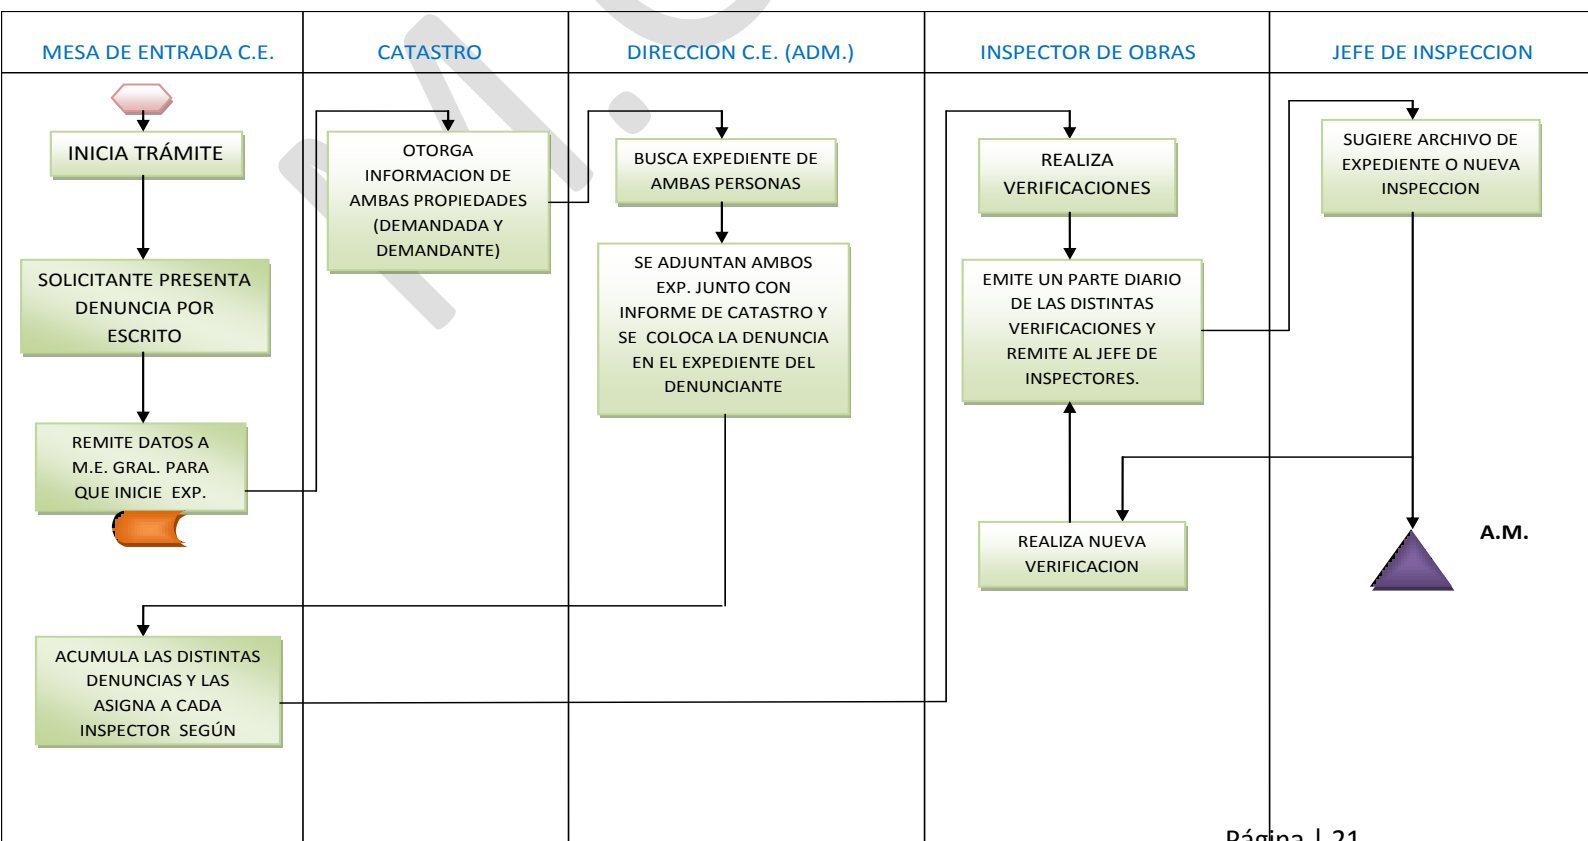 MESA DE ENTRADA C.E.
CATASTRO
DIRECCION C.E. (ADM.)
INSPECTOR DE OBRAS
JEFE DE INSPECCION
INICIA TRÁMITE
SOLICITANTE PRESENTA
DENUNCIA POR
ESCRITO
REMITE DATOS A
M.E. GRAL. PARA
QUE INICIE EXP.
ACUMULA LAS DISTINTAS
DENUNCIAS Y LAS
ASIGNA A CADA
INSPECTOR SEGÚN
OTORGA
INFORMACION DE
AMBAS PROPIEDADES
(DEMANDADA Y
DEMANDANTE)
BUSCA EXPEDIENTE DE
AMBAS PERSONAS
SE ADJUNTAN AMBOS
EXP. JUNTO CON
INFORME DE CATASTRO Y
SE COLOCA LA DENUNCIA
EN EL EXPEDIENTE DEL
DENUNCIANTE
REALIZA
VERIFICACIONES
EMITE UN PARTE DIARIO
DE LAS DISTINTAS
VERIFICACIONES Y
REMITE AL JEFE DE
INSPECTORES.
REALIZA NUEVA
VERIFICACION
SUGIERE ARCHIVO DE
EXPEDIENTE O NUEVA
INSPECCION
A.M.
Página | 21